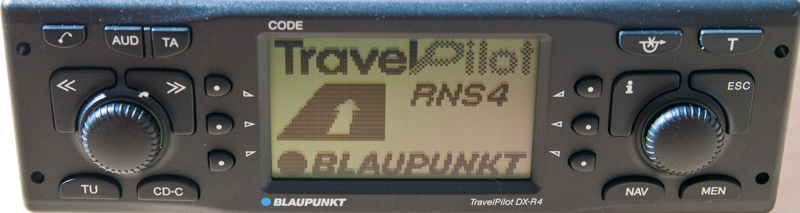 CODE
AUD
TA
T
<<
>>
TravelPilot
RNS4
BLAUPUNKT
i
ESC
TU
CD-C
NAV
MEN
BLAUPUNKT
TravelPilot DX-R4